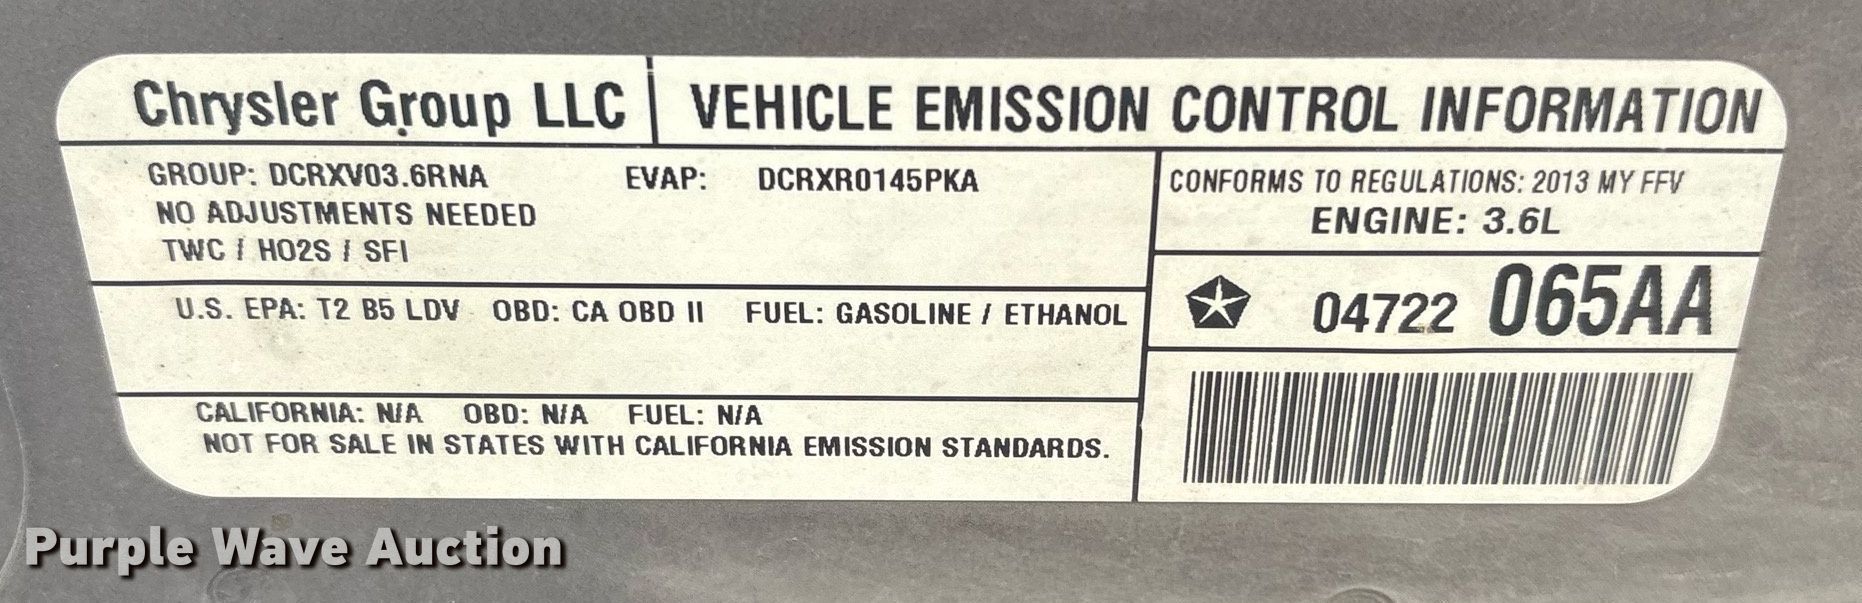 Chrysler Group LLC
VEHICLE EMISSION CONTROL INFORMATION
GROUP: DCRXV03.6RNA EVAP: DCRXR0145PKA
NO ADJUSTMENTS NEEDED
TWC / HO2S / SFI
CONFORMS TO REGULATIONS: 2013 MY FFV
ENGINE: 3.6L
U.S. EPA: T2 B5 LDV OBD: CA OBD II FUEL: GASOLINE / ETHANOL
04722 065AA
CALIFORNIA: N/A OBD: N/A FUEL: N/A
NOT FOR SALE IN STATES WITH CALIFORNIA EMISSION STANDARDS.
Purple Wave Auction